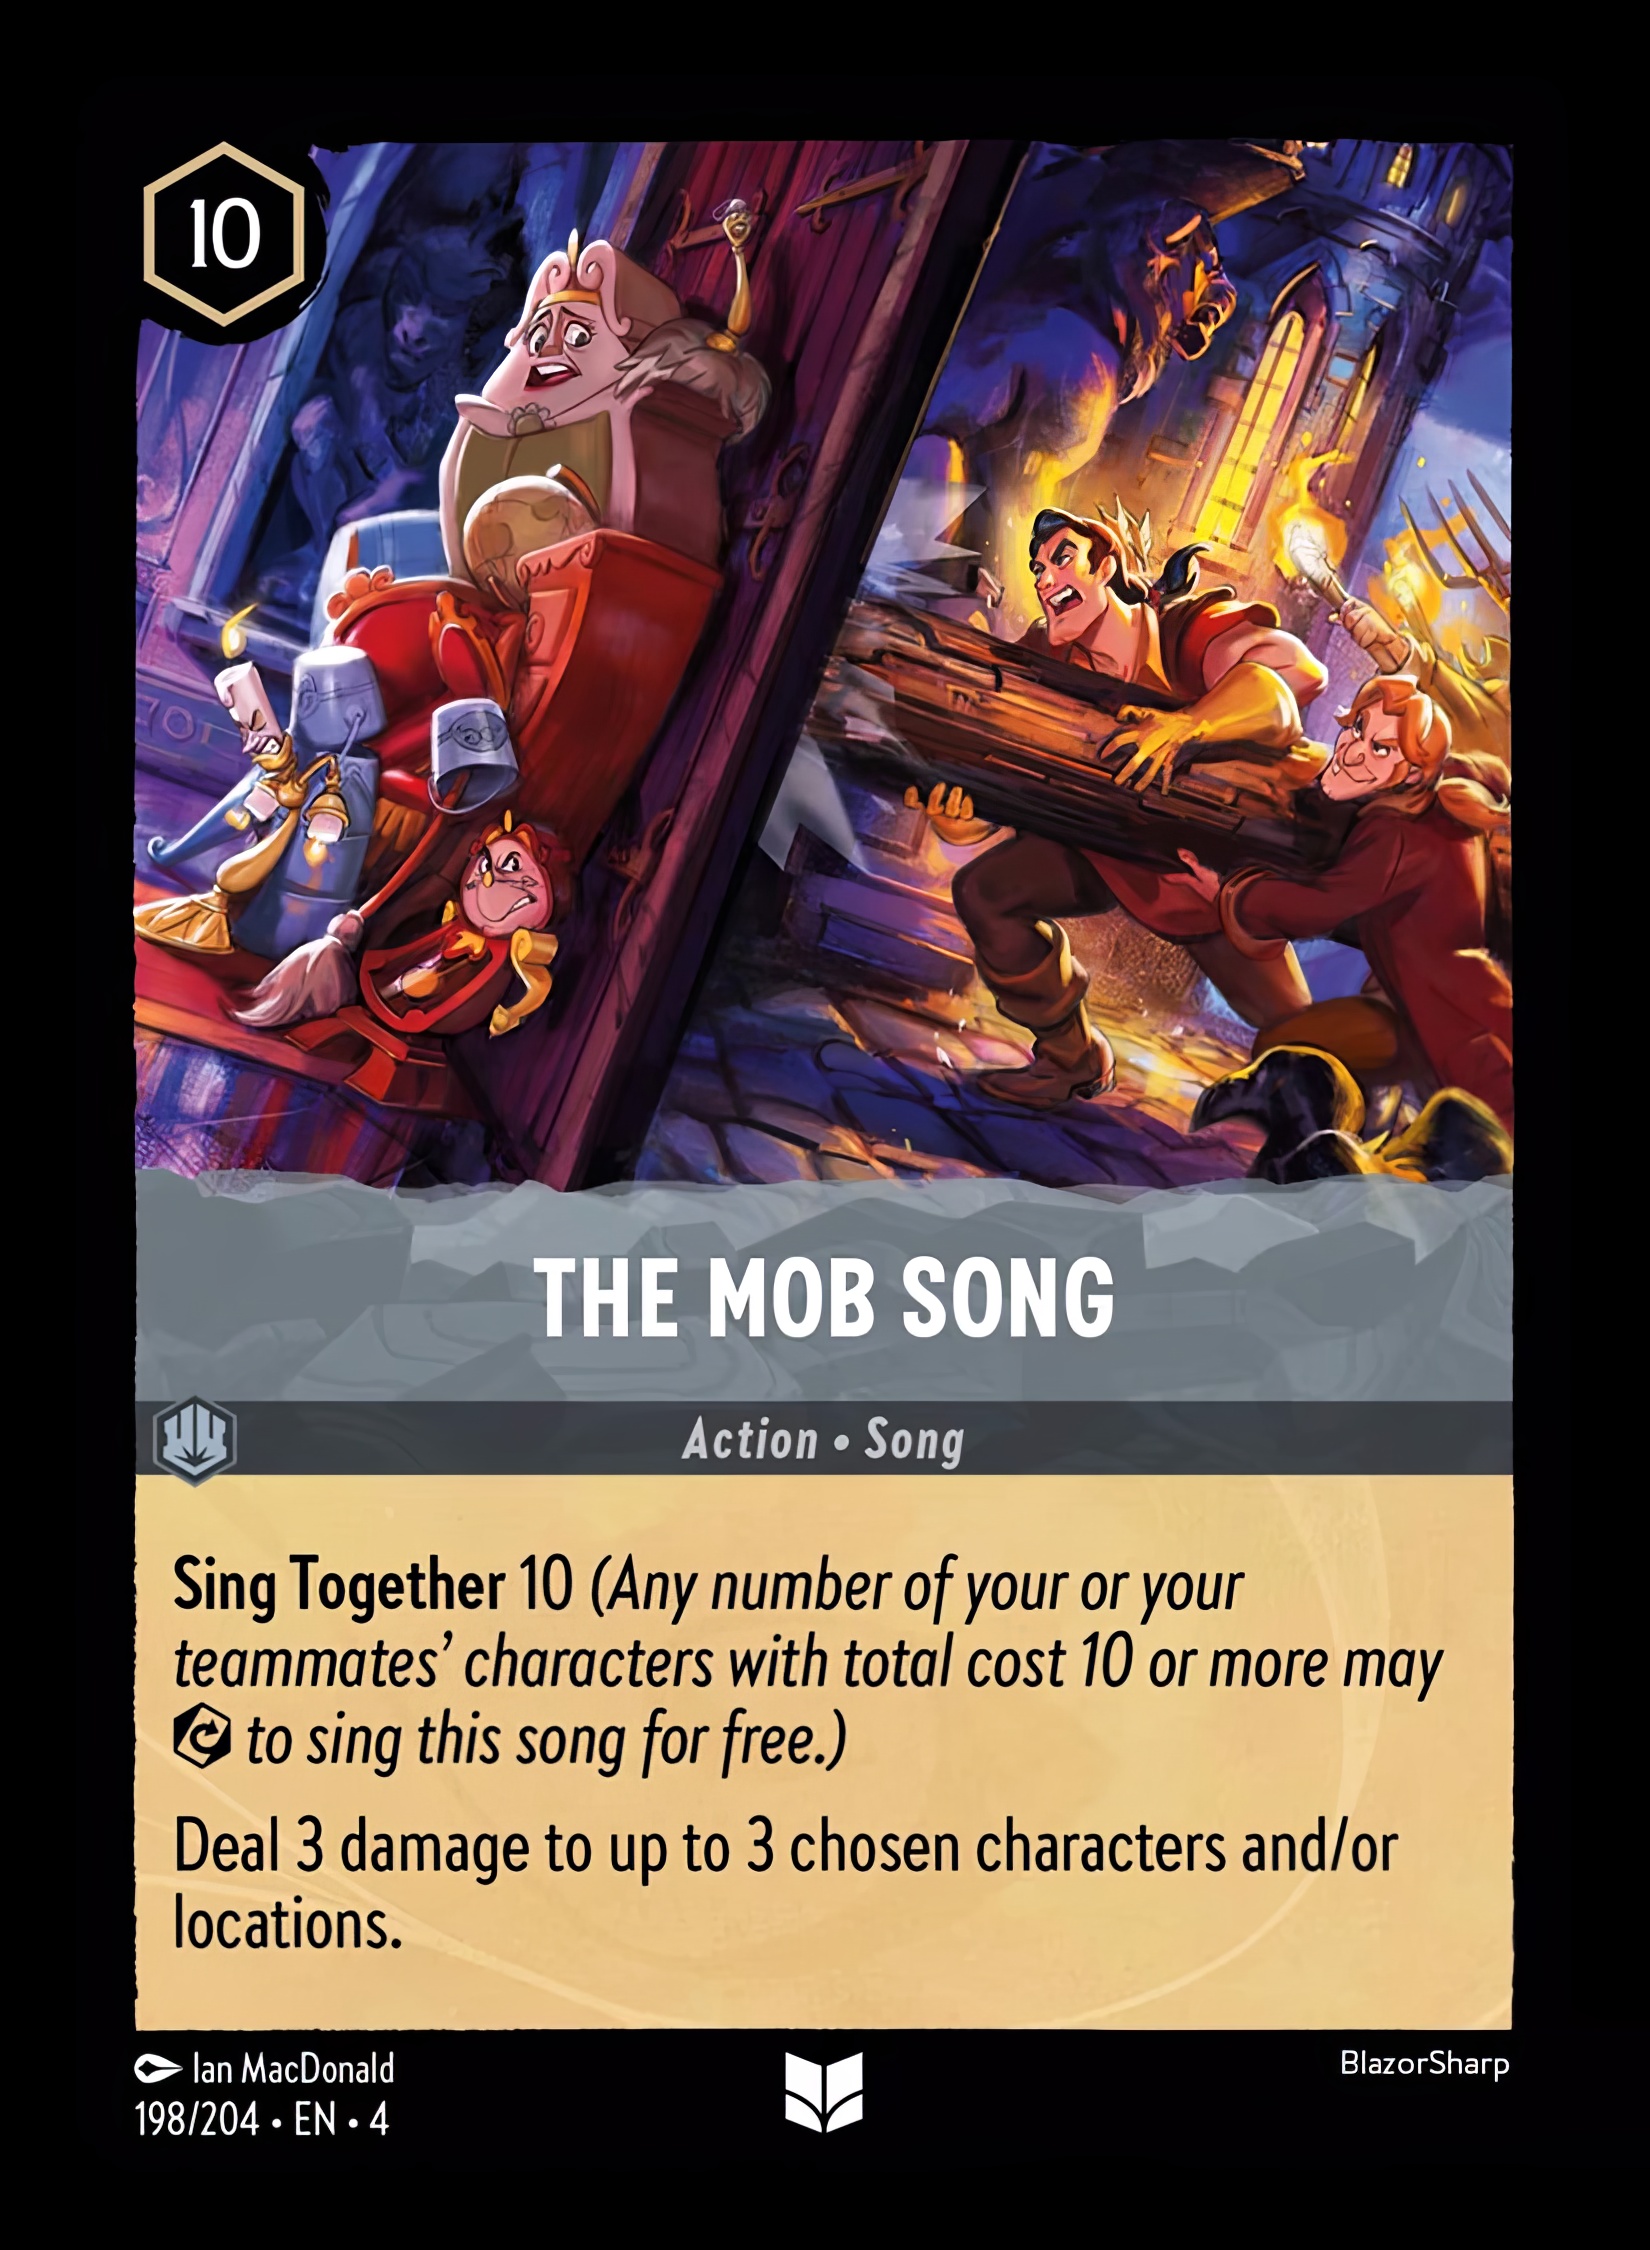 10
THE MOB SONG
Action • Song
Sing Together 10 (Any number of your or your
teammates’ characters with total cost 10 or more may
to sing this song for free.)
Deal 3 damage to up to 3 chosen characters and/or
locations.
Ian MacDonald
BlazorSharp
198/204 • EN • 4